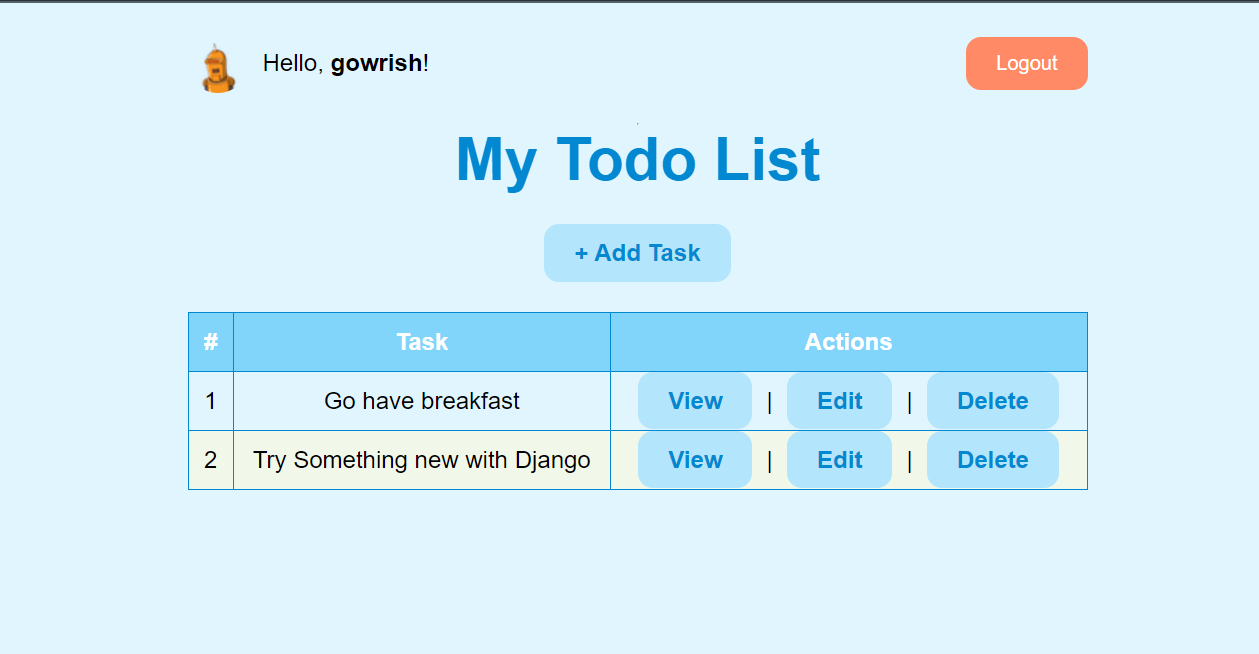 Hello, gowrish!
Logout
My Todo List
+ Add Task
# Task Actions
1 Go have breakfast View | Edit | Delete
2 Try Something new with Django View | Edit | Delete